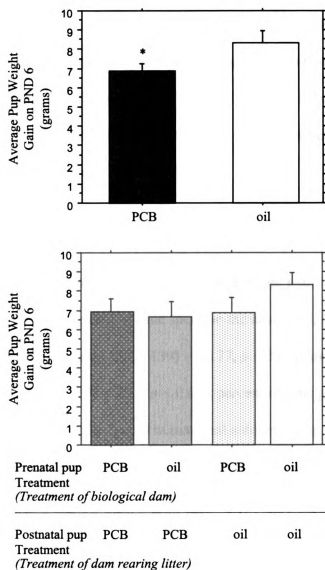 Average Pup Weight
Gain on PND 6
(grams)
10
9
8
7
6
5
4
3
2
1
0
*
PCB
oil
Average Pup Weight
Gain on PND 6
(grams)
10
9
8
7
6
5
4
3
2
1
0
Prenatal pup PCB oil PCB oil
Treatment
(Treatment of biological dam)
Postnatal pup PCB PCB oil oil
Treatment
(Treatment of dam rearing litter)